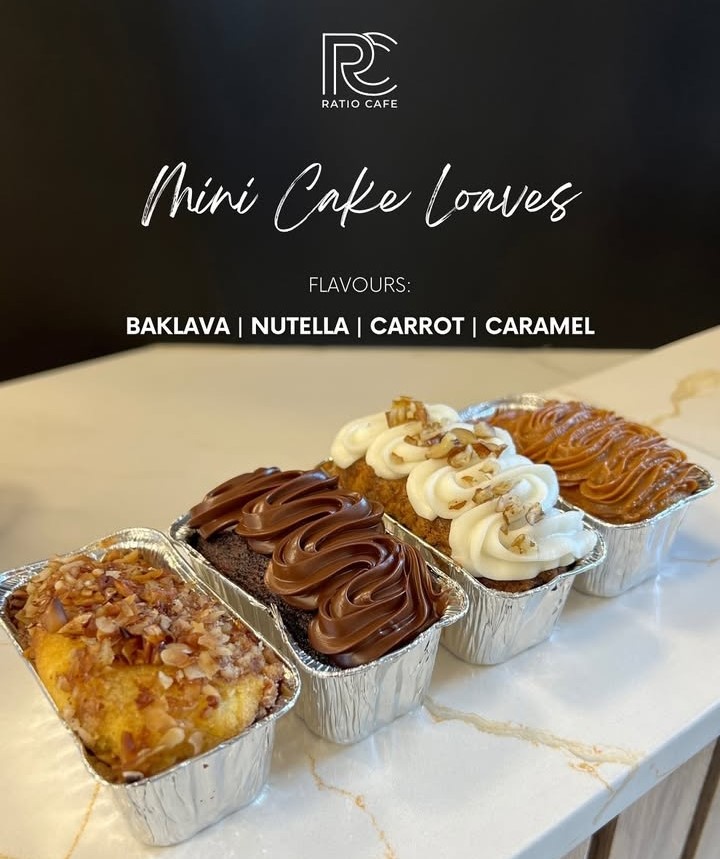 RC
RATIO CAFE
Mini Cake Loaves
FLAVOURS:
BAKLAVA | NUTELLA | CARROT | CARAMEL